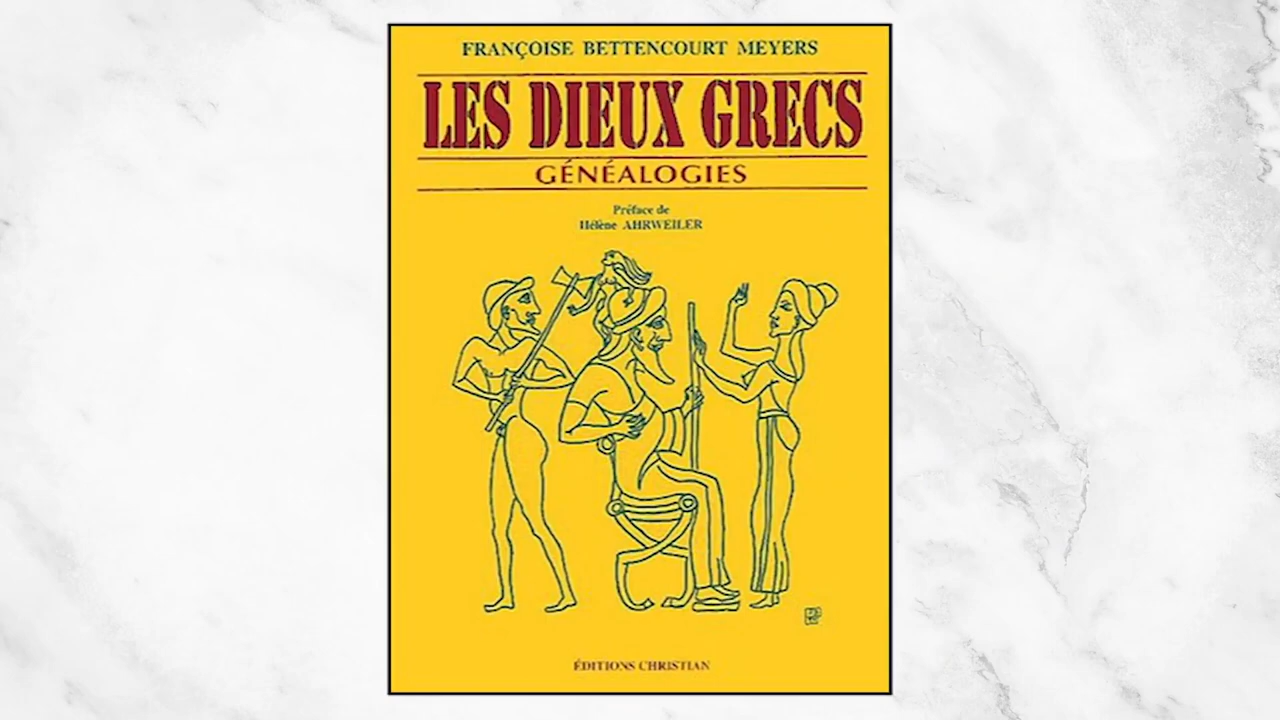 FRANÇOISE BETTENCOURT MEYERS
LES DIEUX GRECS
GÉNÉALOGIES
Préface de
Hélène AHRWEILER
ÉDITIONS CHRISTIAN